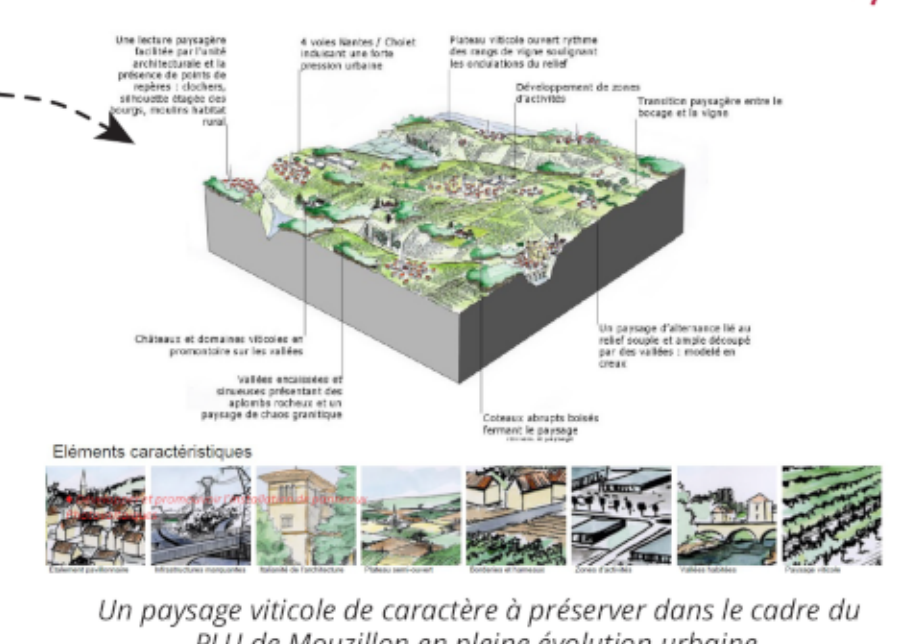 Une lecture paysagère
facilitée par l'unité
architecturale et la
présence de points de
repères : clochers,
silhouette étagée des
bourgs, moulins habitat
rural
4 voies Nantes / Cholet
induisant une forte
pression urbaine
Plateau viticole ouvert rythme
des rangs de vigne soulignant
les ondulations du relief
Développement de zones
d'activités
Transition paysagère entre le
bocage et la vigne
Châteaux et domaines viticoles en
promontoire sur les vallées
Vallées encaissées et
sinueuses présentant des
aplombs rocheux et un
paysage de chaos granitique
Un paysage d'alternance lié au
relief souple et ample découpé
par des vallées : modelé en
creux
Coteaux abrupts boisés
fermant le paysage
Eléments caractéristiques
Etalement pavillonnaire
Infrastructures marquantes
Italianité de l'architecture
Plateau semi-ouvert
Borderies et hameaux
Zones d'activités
Vallées habitées
Paysage viticole
Un paysage viticole de caractère à préserver dans le cadre du
PLU de Mouzillon en pleine évolution urbaine